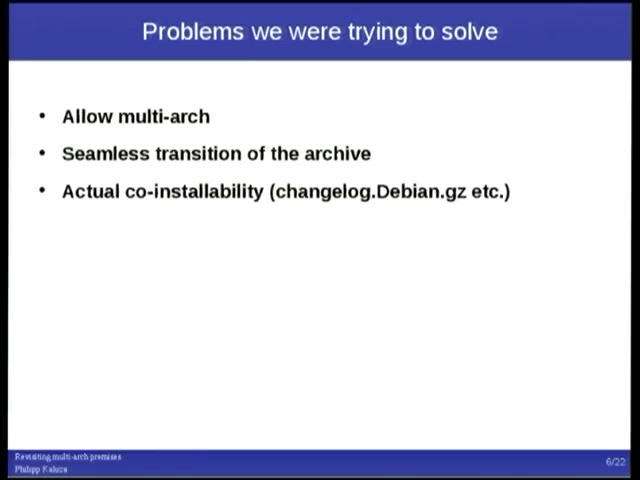 Problems we were trying to solve
• Allow multi-arch
• Seamless transition of the archive
• Actual co-installability (changelog.Debian.gz etc.)
Revisiting multi-arch premises
Philipp Kaluza
6/22